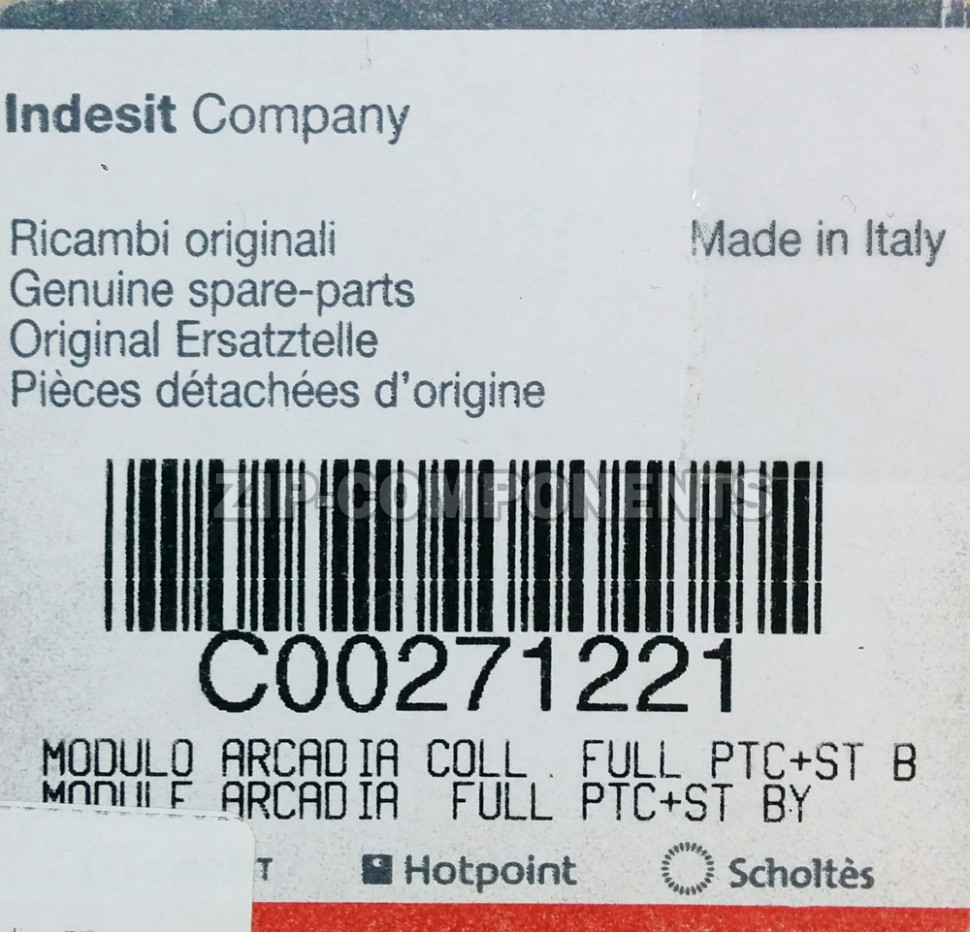 Indesit Company
Ricambi originali
Made in Italy
Genuine spare-parts
Original Ersatztelle
Pièces détachées d'origine
ZIP-COMPONENTS
C00271221
MODULO ARCADIA COLL. FULL PTC+ST B
MODULE ARCADIA FULL PTC+ST BY
T Hotpoint Scholtès